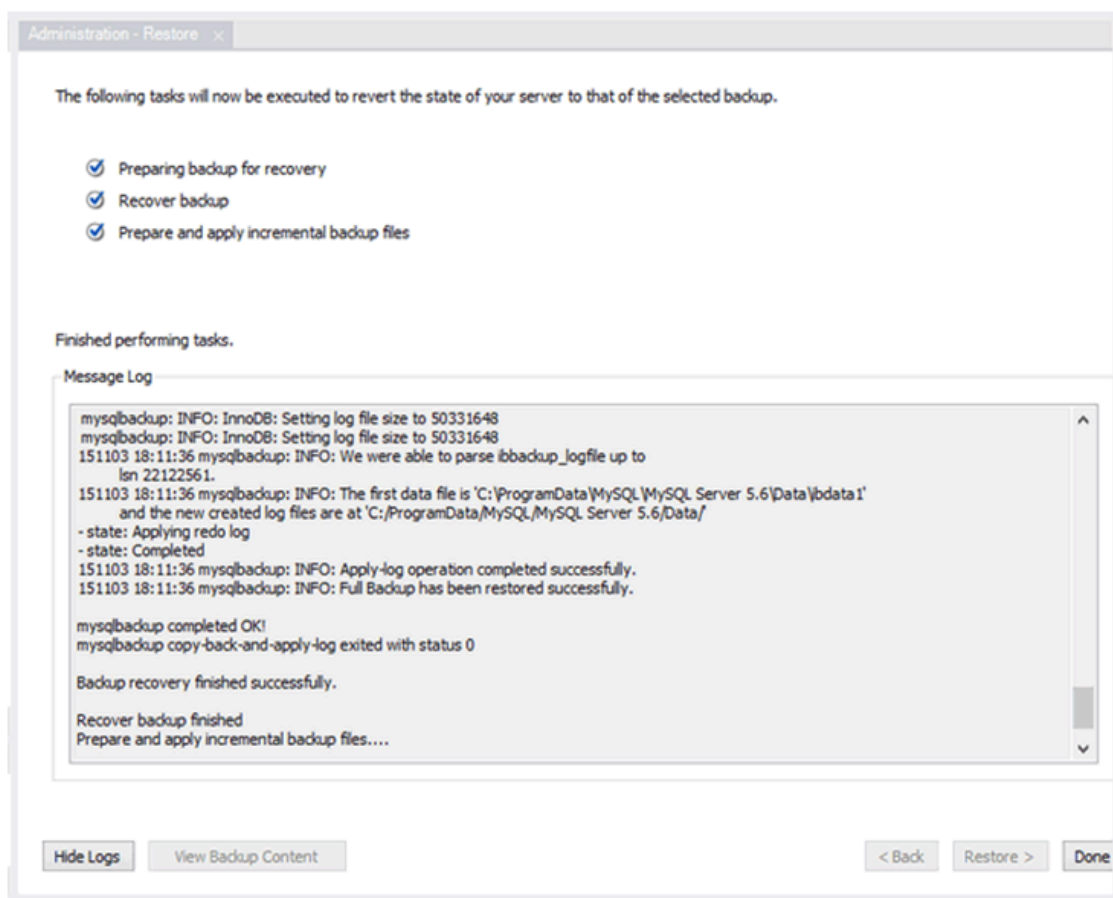 Administration - Restore ×
The following tasks will now be executed to revert the state of your server to that of the selected backup.
Preparing backup for recovery
Recover backup
Prepare and apply incremental backup files
Finished performing tasks.
Message Log
mysqlbackup: INFO: InnoDB: Setting log file size to 50331648
mysqlbackup: INFO: InnoDB: Setting log file size to 50331648
151103 18:11:36 mysqlbackup: INFO: We were able to parse ibbackup_logfile up to
lsn 22122561.
151103 18:11:36 mysqlbackup: INFO: The first data file is 'C:\ProgramData\MySQL\MySQL Server 5.6\Data\ibdata1'
and the new created log files are at 'C:/ProgramData/MySQL/MySQL Server 5.6/Data/'
- state: Applying redo log
- state: Completed
151103 18:11:36 mysqlbackup: INFO: Apply-log operation completed successfully.
151103 18:11:36 mysqlbackup: INFO: Full Backup has been restored successfully.
mysqlbackup completed OK!
mysqlbackup copy-back-and-apply-log exited with status 0
Backup recovery finished successfully.
Recover backup finished
Prepare and apply incremental backup files....
Hide Logs View Backup Content < Back Restore > Done